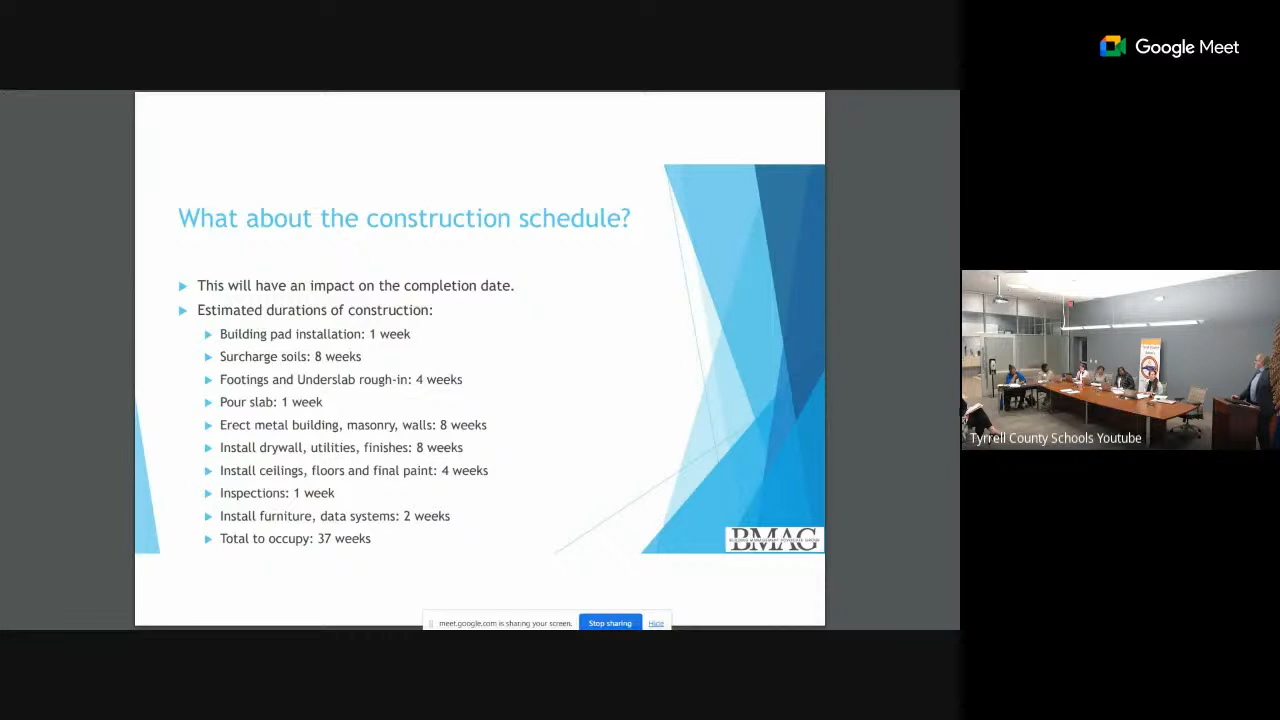 Google Meet
What about the construction schedule?
This will have an impact on the completion date.
Estimated durations of construction:
Building pad installation: 1 week
Surcharge soils: 8 weeks
Footings and Underslab rough-in: 4 weeks
Pour slab: 1 week
Erect metal building, masonry, walls: 8 weeks
Install drywall, utilities, finishes: 8 weeks
Install ceilings, floors and final paint: 4 weeks
Inspections: 1 week
Install furniture, data systems: 2 weeks
Total to occupy: 37 weeks
BMAG
meet.google.com is sharing your screen.
Stop sharing
Hide
Tyrrell County Schools Youtube